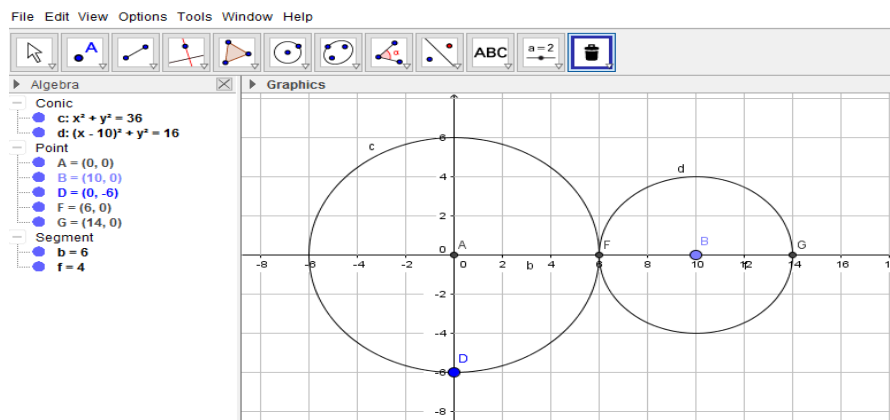 File Edit View Options Tools Window Help
A ABC a = 2 α
Algebra
Conic
c: x² + y² = 36
d: (x - 10)² + y² = 16
Point
A = (0, 0)
B = (10, 0)
D = (0, -6)
F = (6, 0)
G = (14, 0)
Segment
b = 6
f = 4
Graphics
c
d
6
4
2
0
A F B G
-8 -6 -4 -2 0 2 4 6 8 10 12 14 16 18
b f
-2
-4
D
-6
-8